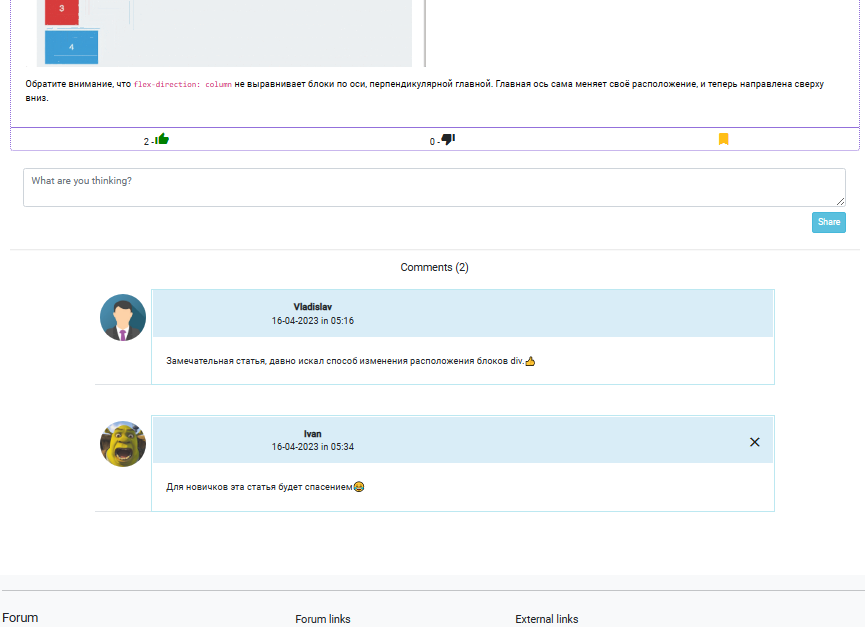 3
4
Обратите внимание, что flex-direction: column не выравнивает блоки по оси, перпендикулярной главной. Главная ось сама меняет своё расположение, и теперь направлена сверху
вниз.
2 -👍 0 -👎
What are you thinking?
Share
Comments (2)
Vladislav
16-04-2023 in 05:16
Замечательная статья, давно искал способ изменения расположения блоков div.👍
Ivan
16-04-2023 in 05:34
Для новичков эта статья будет спасением😂
Forum Forum links External links